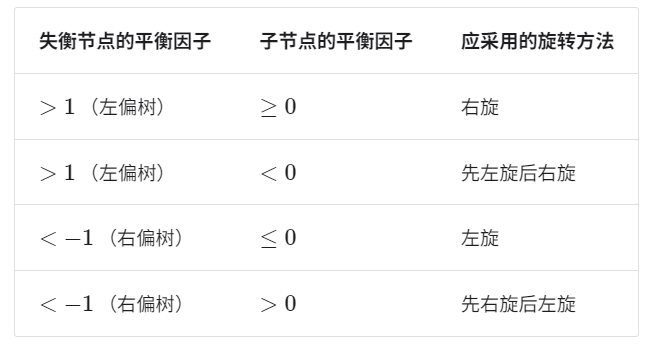 失衡节点的平衡因子 子节点的平衡因子 应采用的旋转方法
> 1 （左偏树） ≥ 0 右旋
> 1 （左偏树） < 0 先左旋后右旋
< −1 （右偏树） ≤ 0 左旋
< −1 （右偏树） > 0 先右旋后左旋